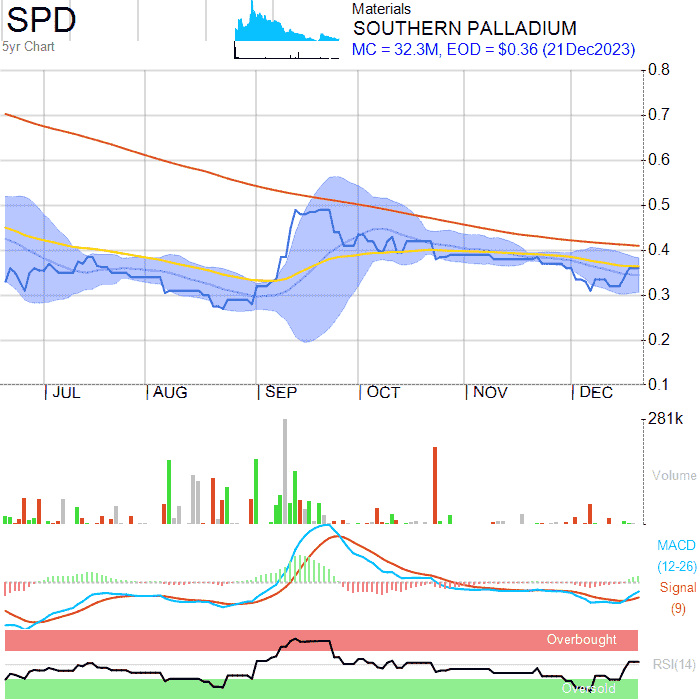 SPD
5yr Chart
Materials
SOUTHERN PALLADIUM
MC = 32.3M, EOD = $0.36 (21Dec2023)
0.8
0.7
0.6
0.5
0.4
0.3
0.2
0.1
JUL AUG SEP OCT NOV DEC
281k
Volume
MACD
(12-26)
Signal
(9)
Overbought
RSI(14)
Oversold